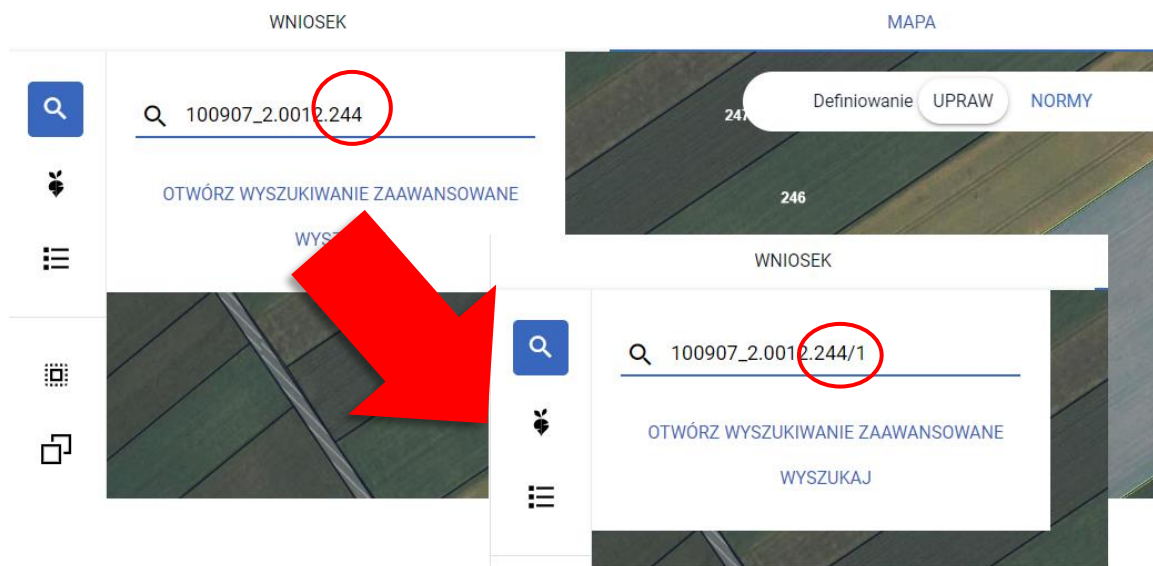 WNIOSEK
MAPA
100907_2.0012.244
OTWÓRZ WYSZUKIWANIE ZAAWANSOWANE
Definiowanie UPRAW NORMY
246
WNIOSEK
100907_2.0012.244/1
OTWÓRZ WYSZUKIWANIE ZAAWANSOWANE
WYSZUKAJ